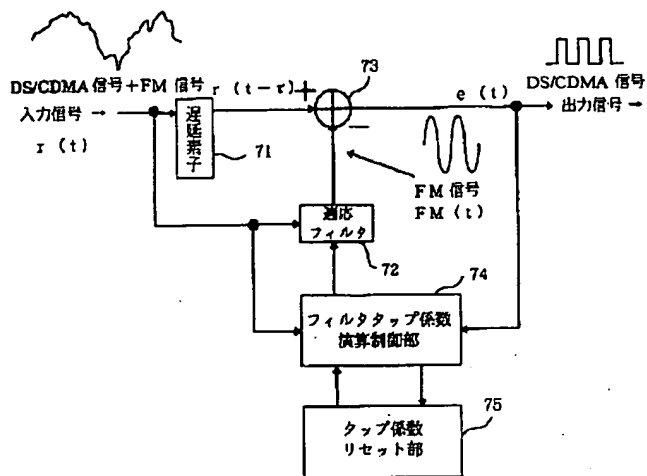 73
DS/CDMA 信号＋FM 信号
r (t−τ)
+
e (t)
DS/CDMA 信号
入力信号 →
出力信号→
r (t)
遅延素子
71
−
FM 信号
FM (t)
適応
フィルタ
72
74
フィルタタップ係数
演算制御部
75
タップ係数
リセット部